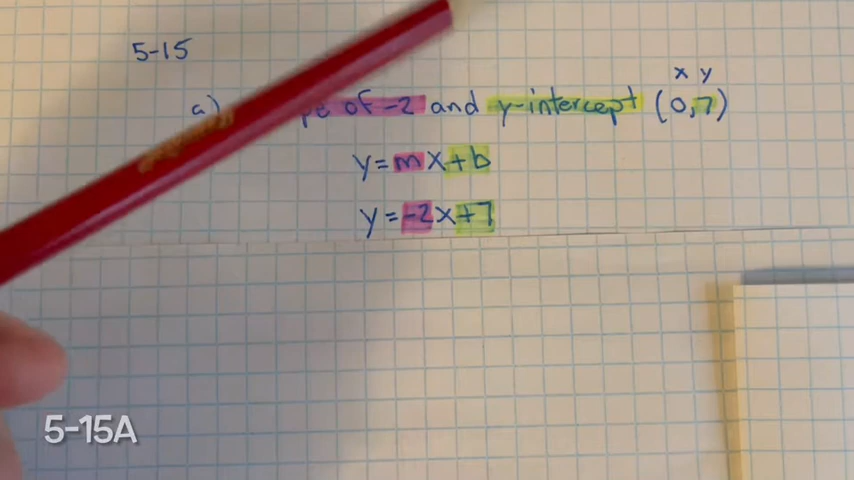 5-15
a) of -2 and y-intercept (0,7)
x y
y=mx+b
y=-2x+7
5-15A